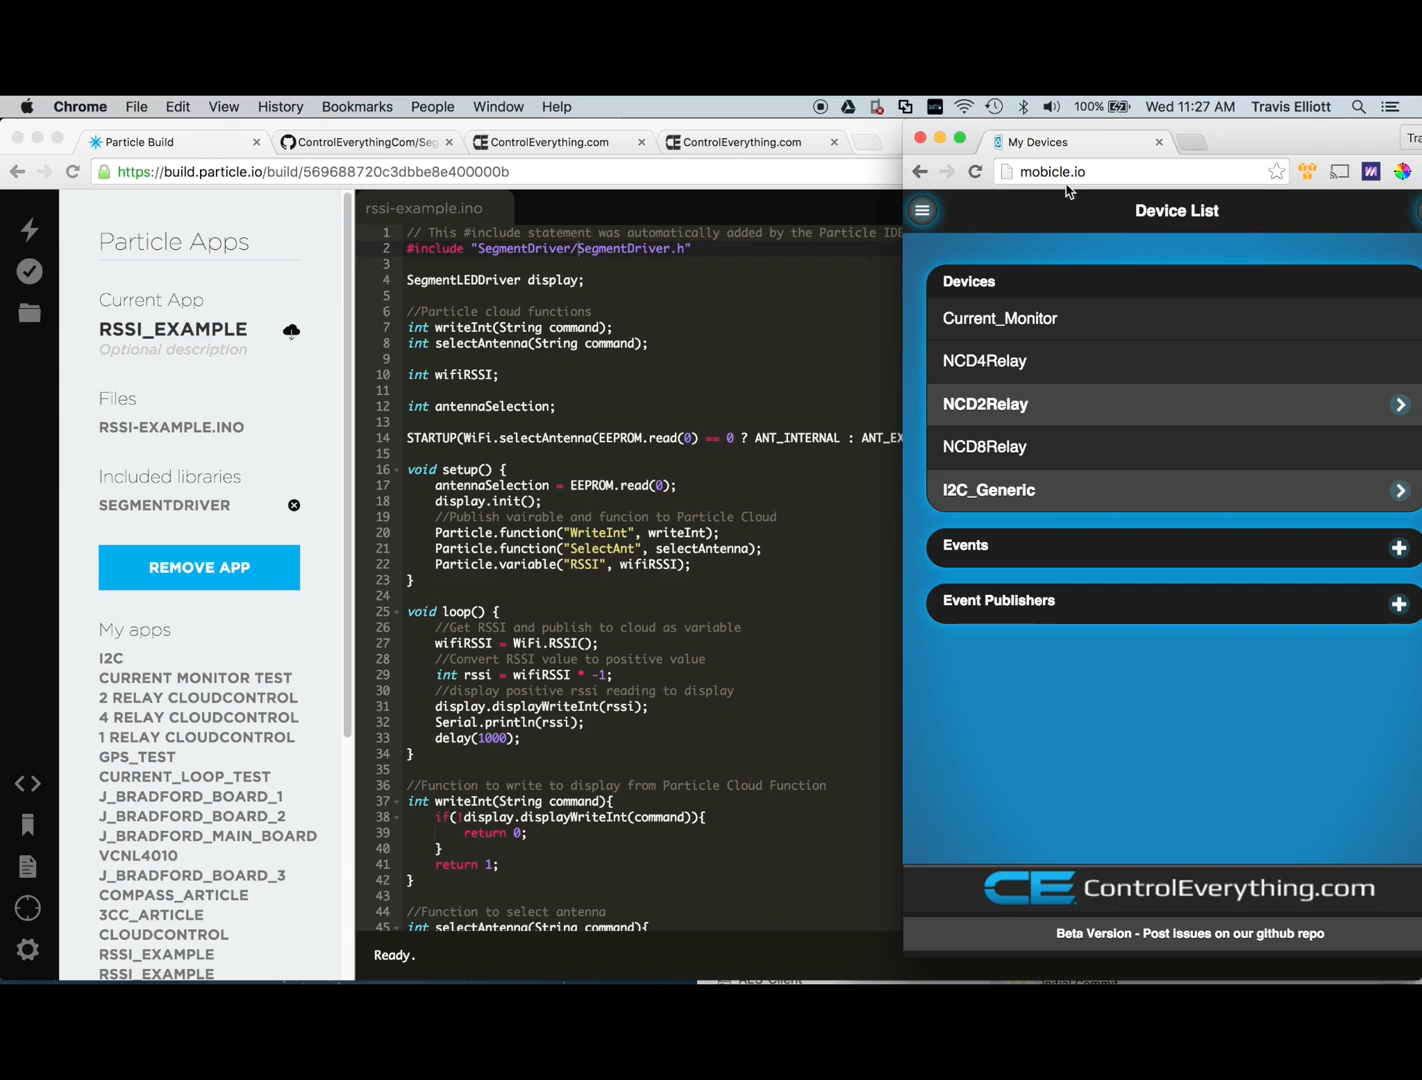 Chrome File Edit View History Bookmarks People Window Help 100% Wed 11:27 AM Travis Elliott
Particle Build ControlEverythingCom/Seg ControlEverything.com ControlEverything.com
https://build.particle.io/build/569688720c3dbbe8e400000b
Particle Apps
Current App
RSSI_EXAMPLE
Optional description
Files
RSSI-EXAMPLE.INO
Included libraries
SEGMENTDRIVER
REMOVE APP
My apps
I2C
CURRENT MONITOR TEST
2 RELAY CLOUDCONTROL
4 RELAY CLOUDCONTROL
1 RELAY CLOUDCONTROL
GPS_TEST
CURRENT_LOOP_TEST
J_BRADFORD_BOARD_1
J_BRADFORD_BOARD_2
J_BRADFORD_MAIN_BOARD
VCNL4010
J_BRADFORD_BOARD_3
COMPASS_ARTICLE
3CC_ARTICLE
CLOUDCONTROL
RSSI_EXAMPLE
RSSI_EXAMPLE
rssi-example.ino
1 // This #include statement was automatically added by the Particle IDE
2 #include "SegmentDriver/SegmentDriver.h"
3
4 SegmentLEDDriver display;
5
6 //Particle cloud functions
7 int writeInt(String command);
8 int selectAntenna(String command);
9
10 int wifiRSSI;
11
12 int antennaSelection;
13
14 STARTUP(WiFi.selectAntenna(EEPROM.read(0) == 0 ? ANT_INTERNAL : ANT_EX
15
16 void setup() {
17 antennaSelection = EEPROM.read(0);
18 display.init();
19 //Publish vairable and funcion to Particle Cloud
20 Particle.function("WriteInt", writeInt);
21 Particle.function("SelectAnt", selectAntenna);
22 Particle.variable("RSSI", wifiRSSI);
23 }
24
25 void loop() {
26 //Get RSSI and publish to cloud as variable
27 wifiRSSI = WiFi.RSSI();
28 //Convert RSSI value to positive value
29 int rssi = wifiRSSI * -1;
30 //display positive rssi reading to display
31 display.displayWriteInt(rssi);
32 Serial.println(rssi);
33 delay(1000);
34 }
35
36 //Function to write to display from Particle Cloud Function
37 int writeInt(String command){
38 if(!display.displayWriteInt(command)){
39 return 0;
40 }
41 return 1;
42 }
43
44 //Function to select antenna
45 int selectAntenna(String command){
Ready.
My Devices
Tra
mobicle.io
Device List
Devices
Current_Monitor
NCD4Relay
NCD2Relay
NCD8Relay
I2C_Generic
Events
Event Publishers
CE ControlEverything.com
Beta Version - Post issues on our github repo